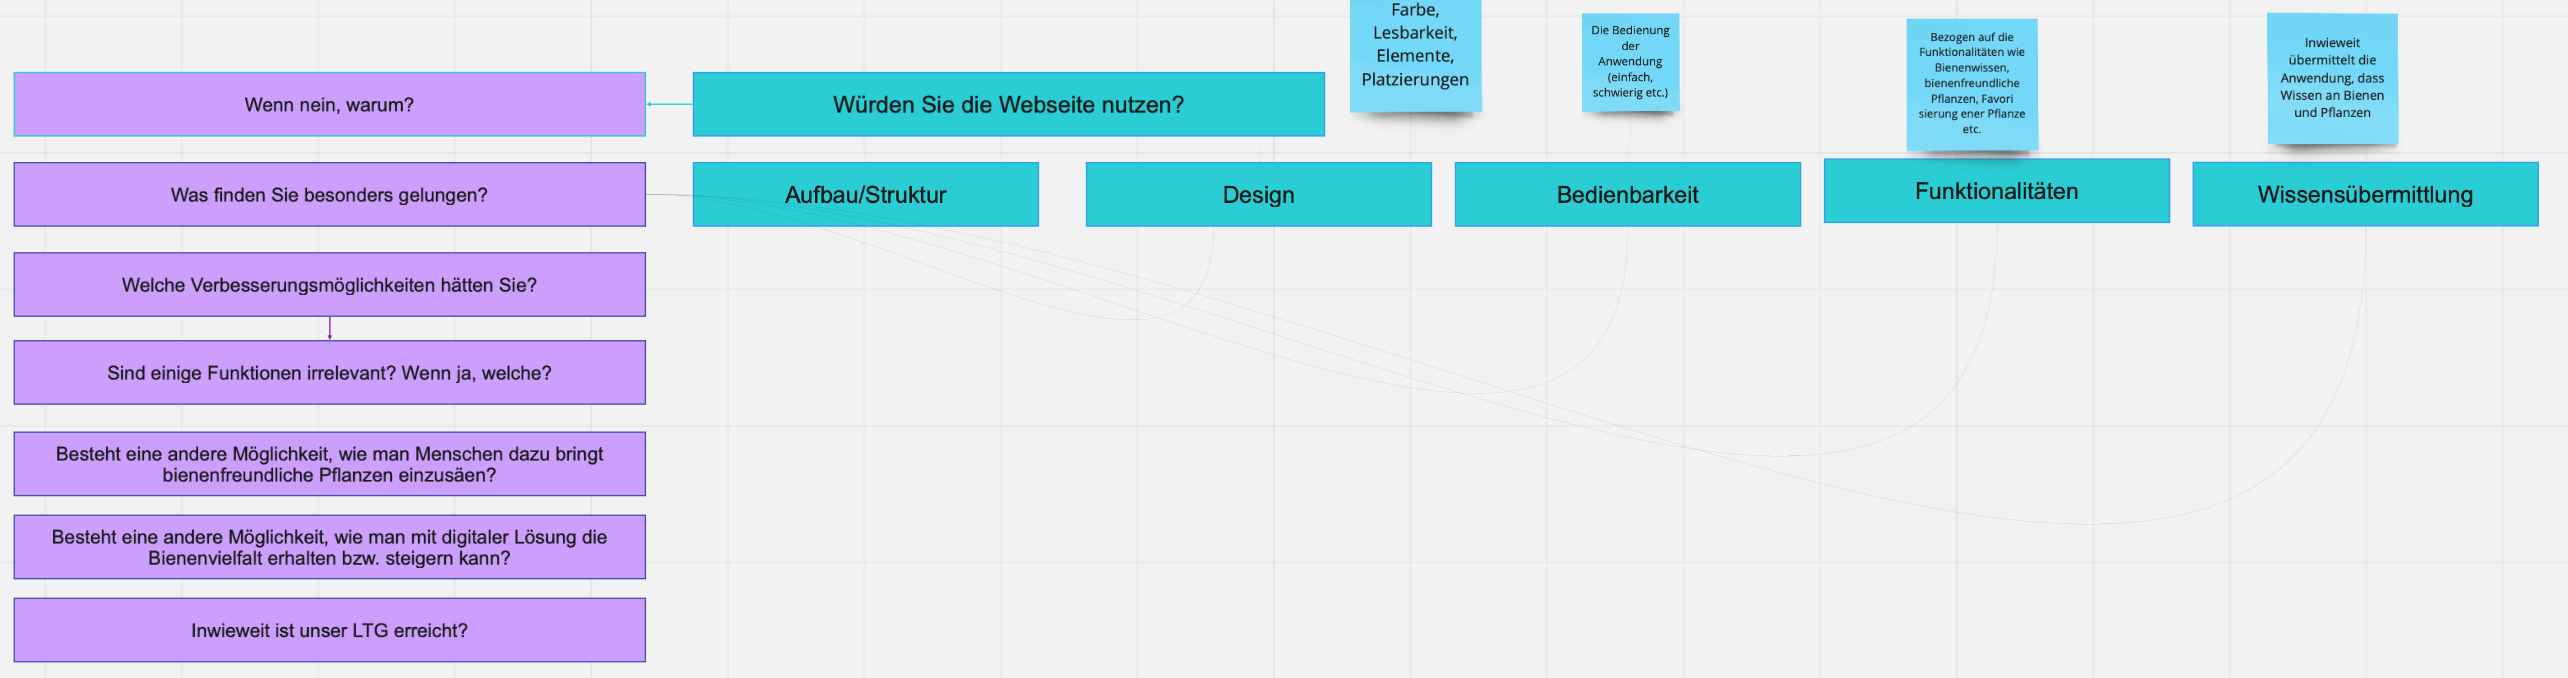 Farbe,
Lesbarkeit,
Elemente,
Platzierungen
Die Bedienung
der
Anwendung
(einfach,
schwierig etc.)
Bezogen auf die
Funktionalitäten wie
Bienenwissen,
bienenfreundliche
Pflanzen, Favori
sierung ener Pflanze
etc.
Inwieweit
übermittelt die
Anwendung, dass
Wissen an Bienen
und Pflanzen
Wenn nein, warum?
Würden Sie die Webseite nutzen?
Was finden Sie besonders gelungen?
Aufbau/Struktur
Design
Bedienbarkeit
Funktionalitäten
Wissensübermittlung
Welche Verbesserungsmöglichkeiten hätten Sie?
Sind einige Funktionen irrelevant? Wenn ja, welche?
Besteht eine andere Möglichkeit, wie man Menschen dazu bringt
bienenfreundliche Pflanzen einzusäen?
Besteht eine andere Möglichkeit, wie man mit digitaler Lösung die
Bienenvielfalt erhalten bzw. steigern kann?
Inwieweit ist unser LTG erreicht?